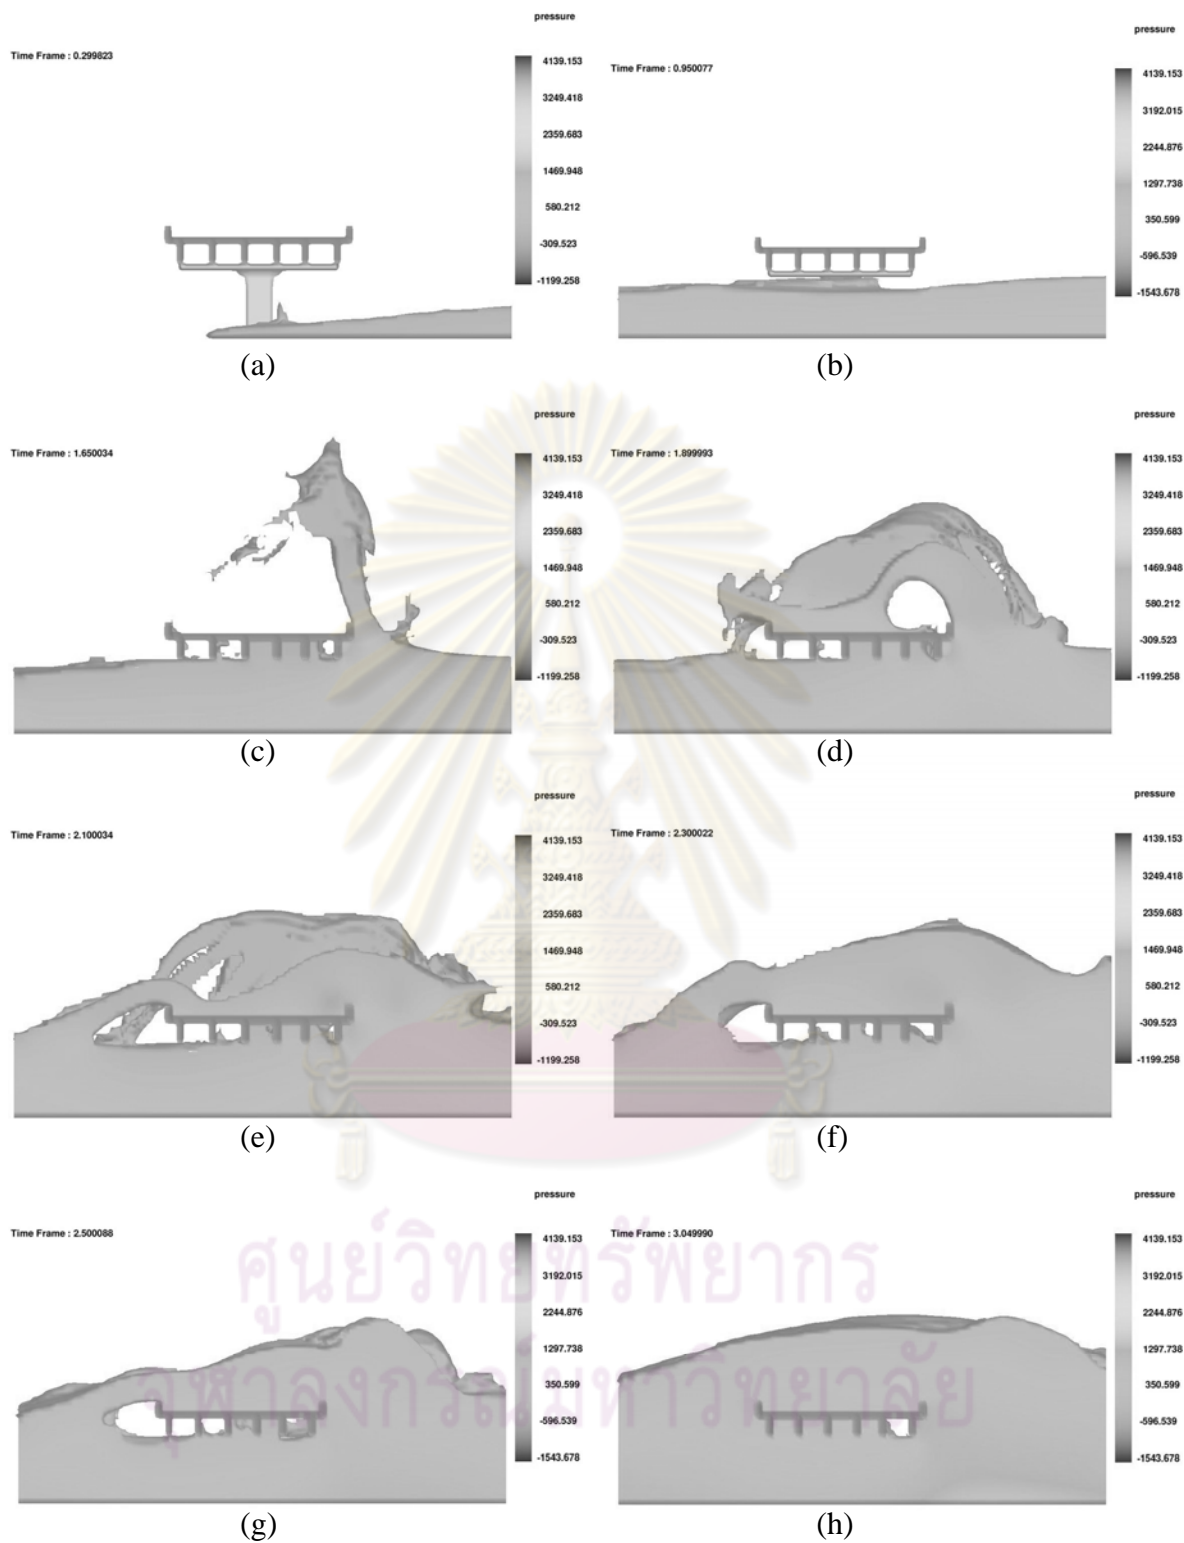 pressure
Time Frame : 0.299823
4139.153
3249.418
2359.683
1469.948
580.212
-309.523
-1199.258
(a)
pressure
Time Frame : 0.950077
4139.153
3192.015
2244.876
1297.738
350.599
-596.539
-1543.678
(b)
pressure
Time Frame : 1.650034
4139.153
3249.418
2359.683
1469.948
580.212
-309.523
-1199.258
(c)
pressure
Time Frame : 1.899993
4139.153
3249.418
2359.683
1469.948
580.212
-309.523
-1199.258
(d)
pressure
Time Frame : 2.100034
4139.153
3249.418
2359.683
1469.948
580.212
-309.523
-1199.258
(e)
pressure
Time Frame : 2.300022
4139.153
3249.418
2359.683
1469.948
580.212
-309.523
-1199.258
(f)
pressure
Time Frame : 2.500088
4139.153
3192.015
2244.876
1297.738
350.599
-596.539
-1543.678
(g)
pressure
Time Frame : 3.049990
4139.153
3192.015
2244.876
1297.738
350.599
-596.539
-1543.678
(h)
ศูนย์วิทยทรัพยากร
จุฬาลงกรณ์มหาวิทยาลัย